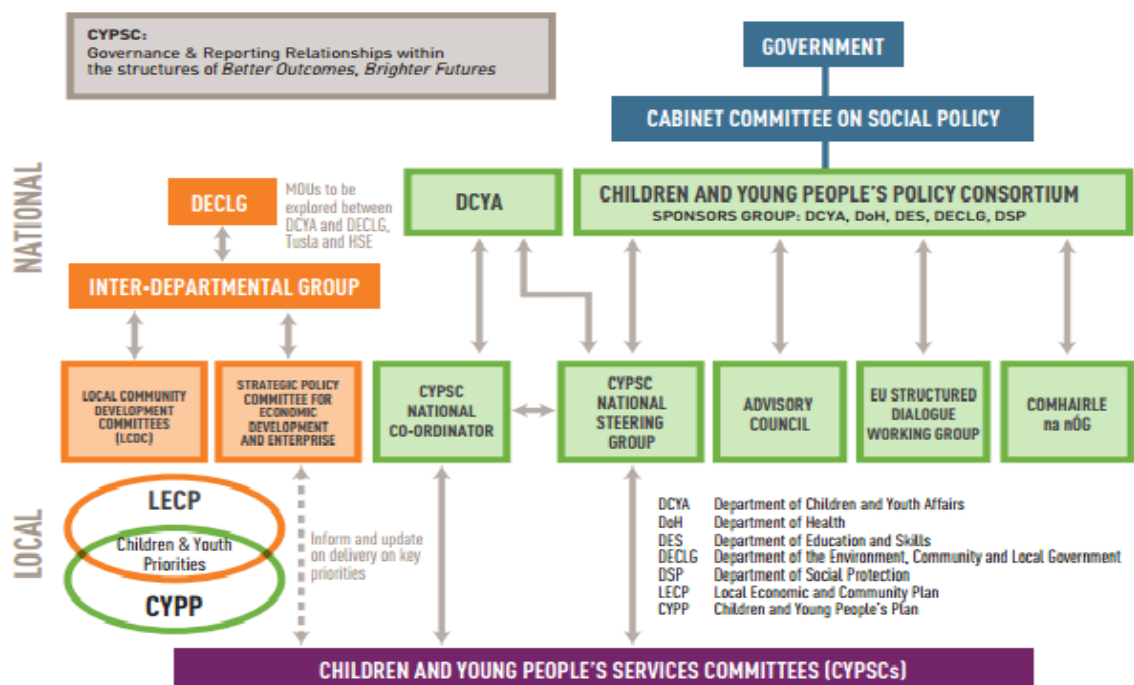 CYPSC:
Governance & Reporting Relationships within
the structures of Better Outcomes, Brighter Futures
GOVERNMENT
CABINET COMMITTEE ON SOCIAL POLICY
NATIONAL
DECLG
MOUs to be
explored between
DCYA and DECLG,
Tusla and HSE
DCYA
CHILDREN AND YOUNG PEOPLE'S POLICY CONSORTIUM
SPONSORS GROUP: DCYA, DoH, DES, DECLG, DSP
INTER-DEPARTMENTAL GROUP
LOCAL COMMUNITY
DEVELOPMENT
COMMITTEES
(LCDC)
STRATEGIC POLICY
COMMITTEE FOR
ECONOMIC
DEVELOPMENT
AND ENTERPRISE
CYPSC
NATIONAL
CO-ORDINATOR
CYPSC
NATIONAL
STEERING
GROUP
ADVISORY
COUNCIL
EU STRUCTURED
DIALOGUE
WORKING GROUP
COMHAIRLE
na nÓG
LOCAL
LECP
Children & Youth
Priorities
CYPP
Inform and update
on delivery on key
priorities
DCYA Department of Children and Youth Affairs
DoH Department of Health
DES Department of Education and Skills
DECLG Department of the Environment, Community and Local Government
DSP Department of Social Protection
LECP Local Economic and Community Plan
CYPP Children and Young People's Plan
CHILDREN AND YOUNG PEOPLE'S SERVICES COMMITTEES (CYPSCs)